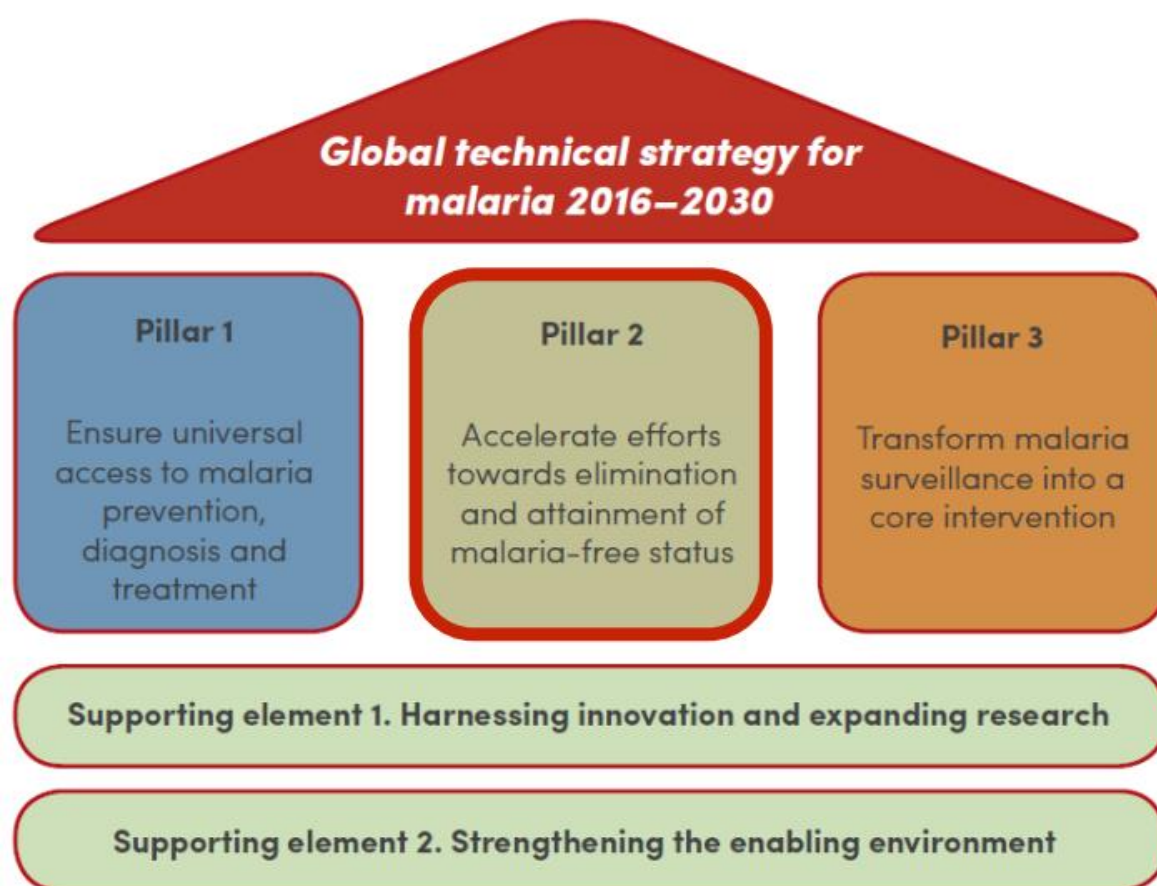 Global technical strategy for
malaria 2016–2030
Pillar 1
Ensure universal
access to malaria
prevention,
diagnosis and
treatment
Pillar 2
Accelerate efforts
towards elimination
and attainment of
malaria-free status
Pillar 3
Transform malaria
surveillance into a
core intervention
Supporting element 1. Harnessing innovation and expanding research
Supporting element 2. Strengthening the enabling environment